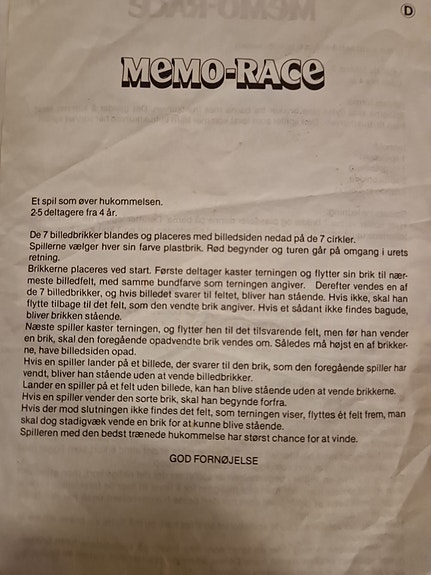 D
MEMO-RACE
Et spil som øver hukommelsen.
2-5 deltagere fra 4 år.
De 7 billedbrikker blandes og placeres med billedsiden nedad på de 7 cirkler.
Spillerne vælger hver sin farve plastbrik. Rød begynder og turen går på omgang i urets
retning.
Brikkerne placeres ved start. Første deltager kaster terningen og flytter sin brik til nær-
meste billedfelt, med samme bundfarve som terningen angiver. Derefter vendes en af
de 7 billedbrikker, og hvis billedet svarer til feltet, bliver han stående. Hvis ikke, skal han
flytte tilbage til det felt, som den vendte brik angiver. Hvis et sådant ikke findes bagude,
bliver brikken stående.
Næste spiller kaster terningen, og flytter hen til det tilsvarende felt, men før han vender
en brik, skal den foregående opadvendte brik vendes om. Således må højst en af brikker-
ne, have billedsiden opad.
Hvis en spiller lander på et billede, der svarer til den brik, som den foregående spiller har
vendt, bliver han stående uden at vende billedbrikker.
Lander en spiller på et felt uden billede, kan han blive stående uden at vende brikkerne.
Hvis en spiller vender den sorte brik, skal han begynde forfra.
Hvis der mod slutningen ikke findes det felt, som terningen viser, flyttes ét felt frem, man
skal dog stadigvæk vende en brik for at kunne blive stående.
Spilleren med den bedst trænede hukommelse har størst chance for at vinde.
GOD FORNØJELSE